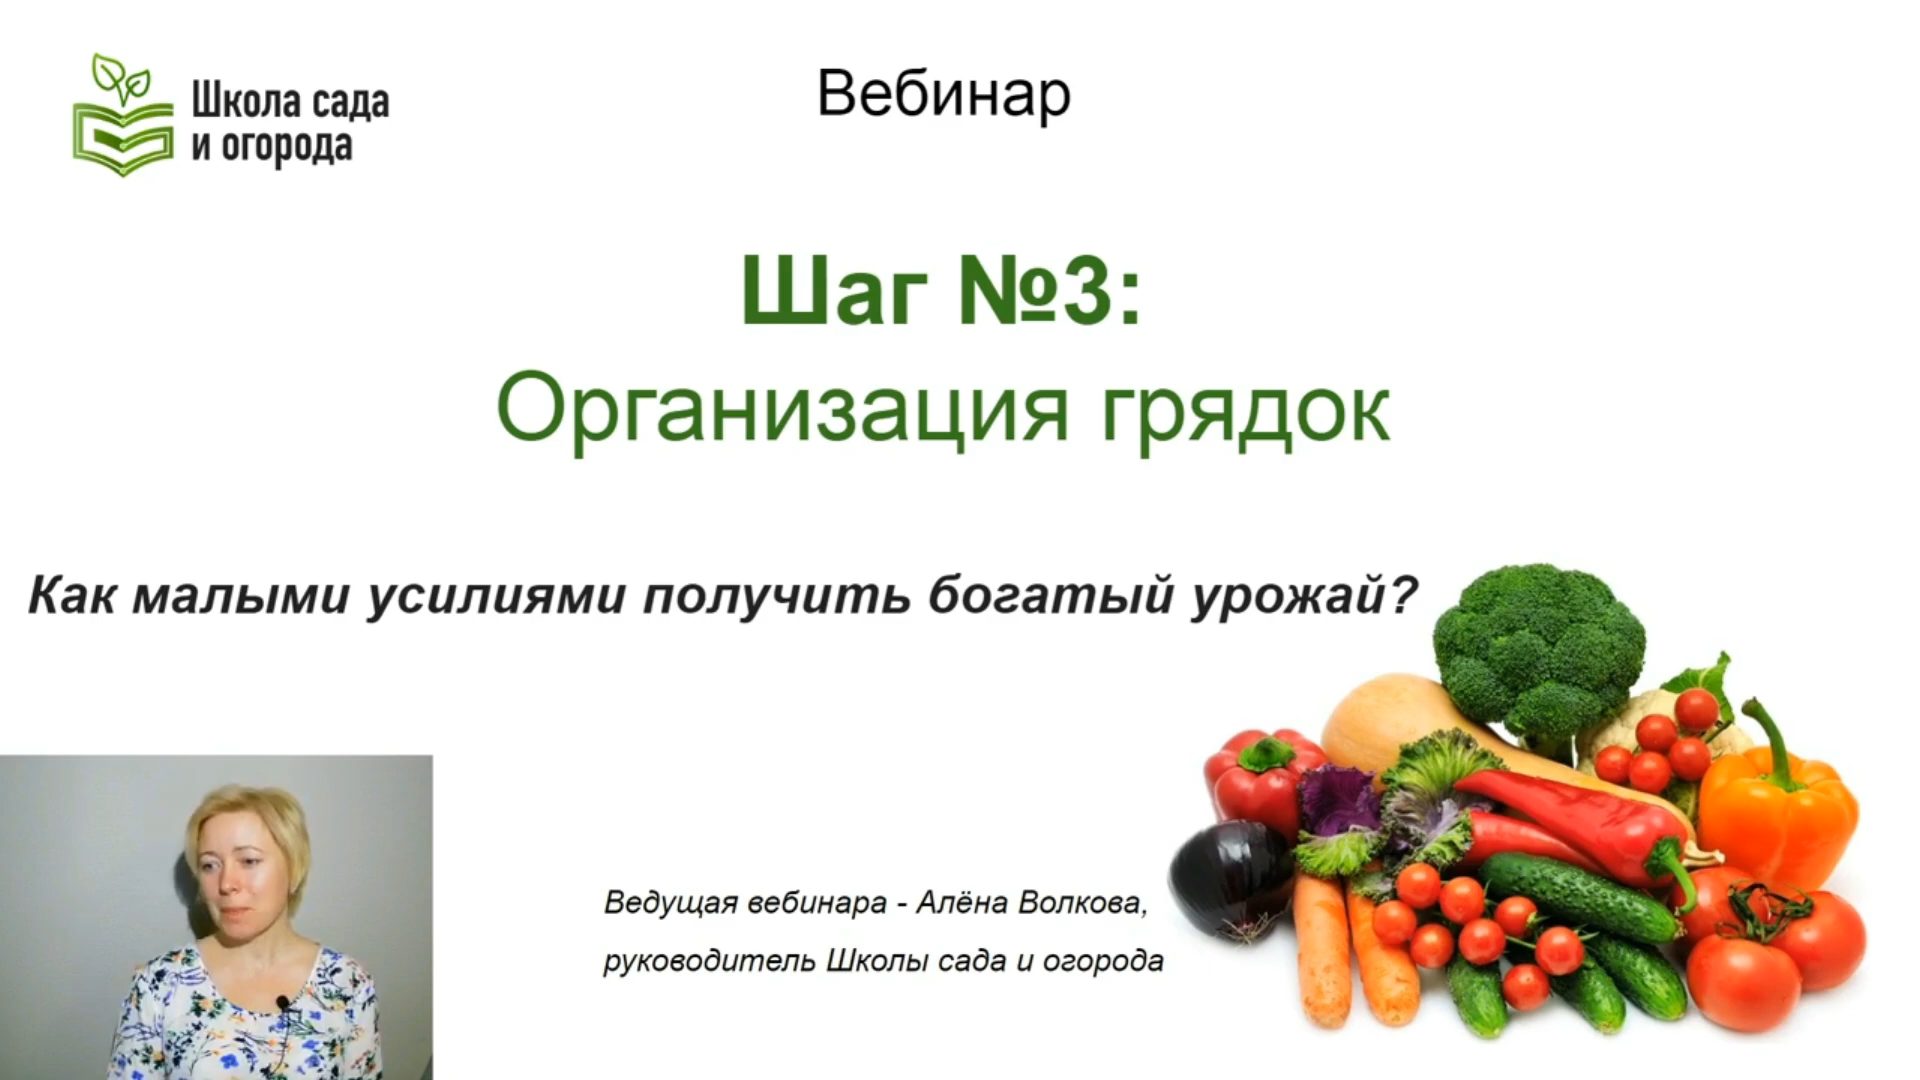 Школа сада
и огорода
Вебинар
Шаг №3:
Организация грядок
Как малыми усилиями получить богатый урожай?
Ведущая вебинара - Алёна Волкова,
руководитель Школы сада и огорода